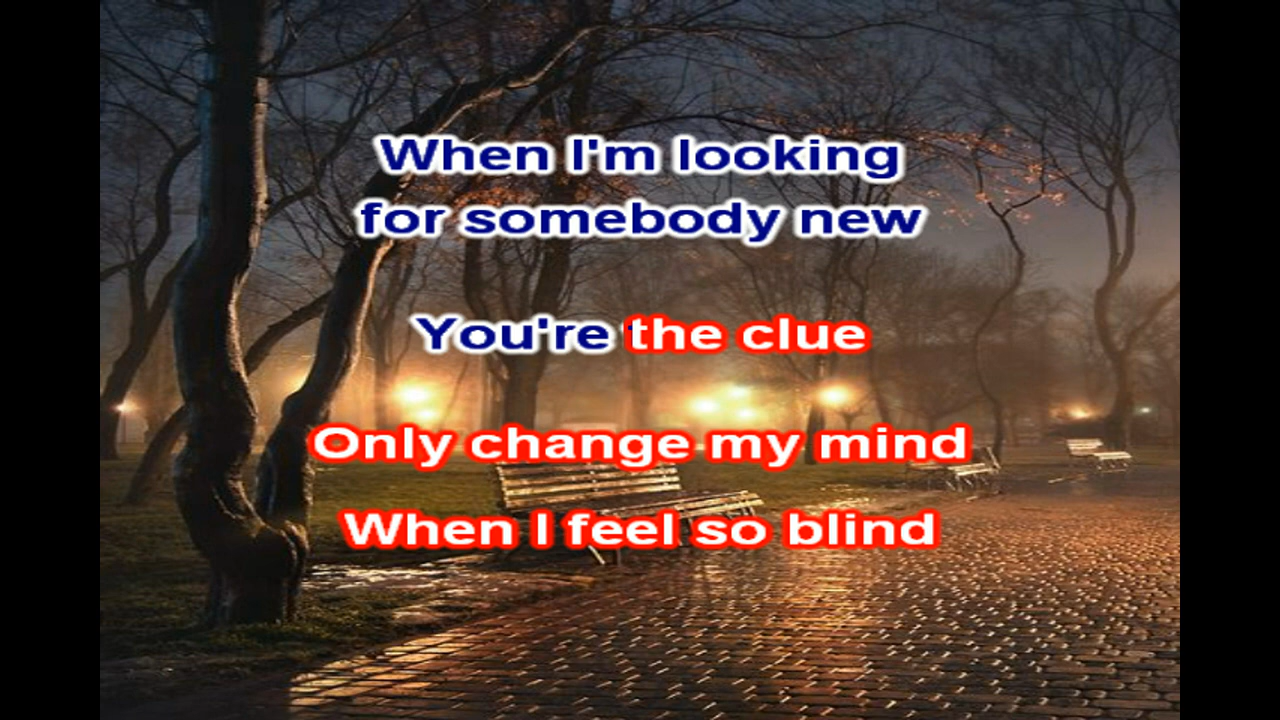 When I'm looking
for somebody new
You're the clue
Only change my mind
When I feel so blind